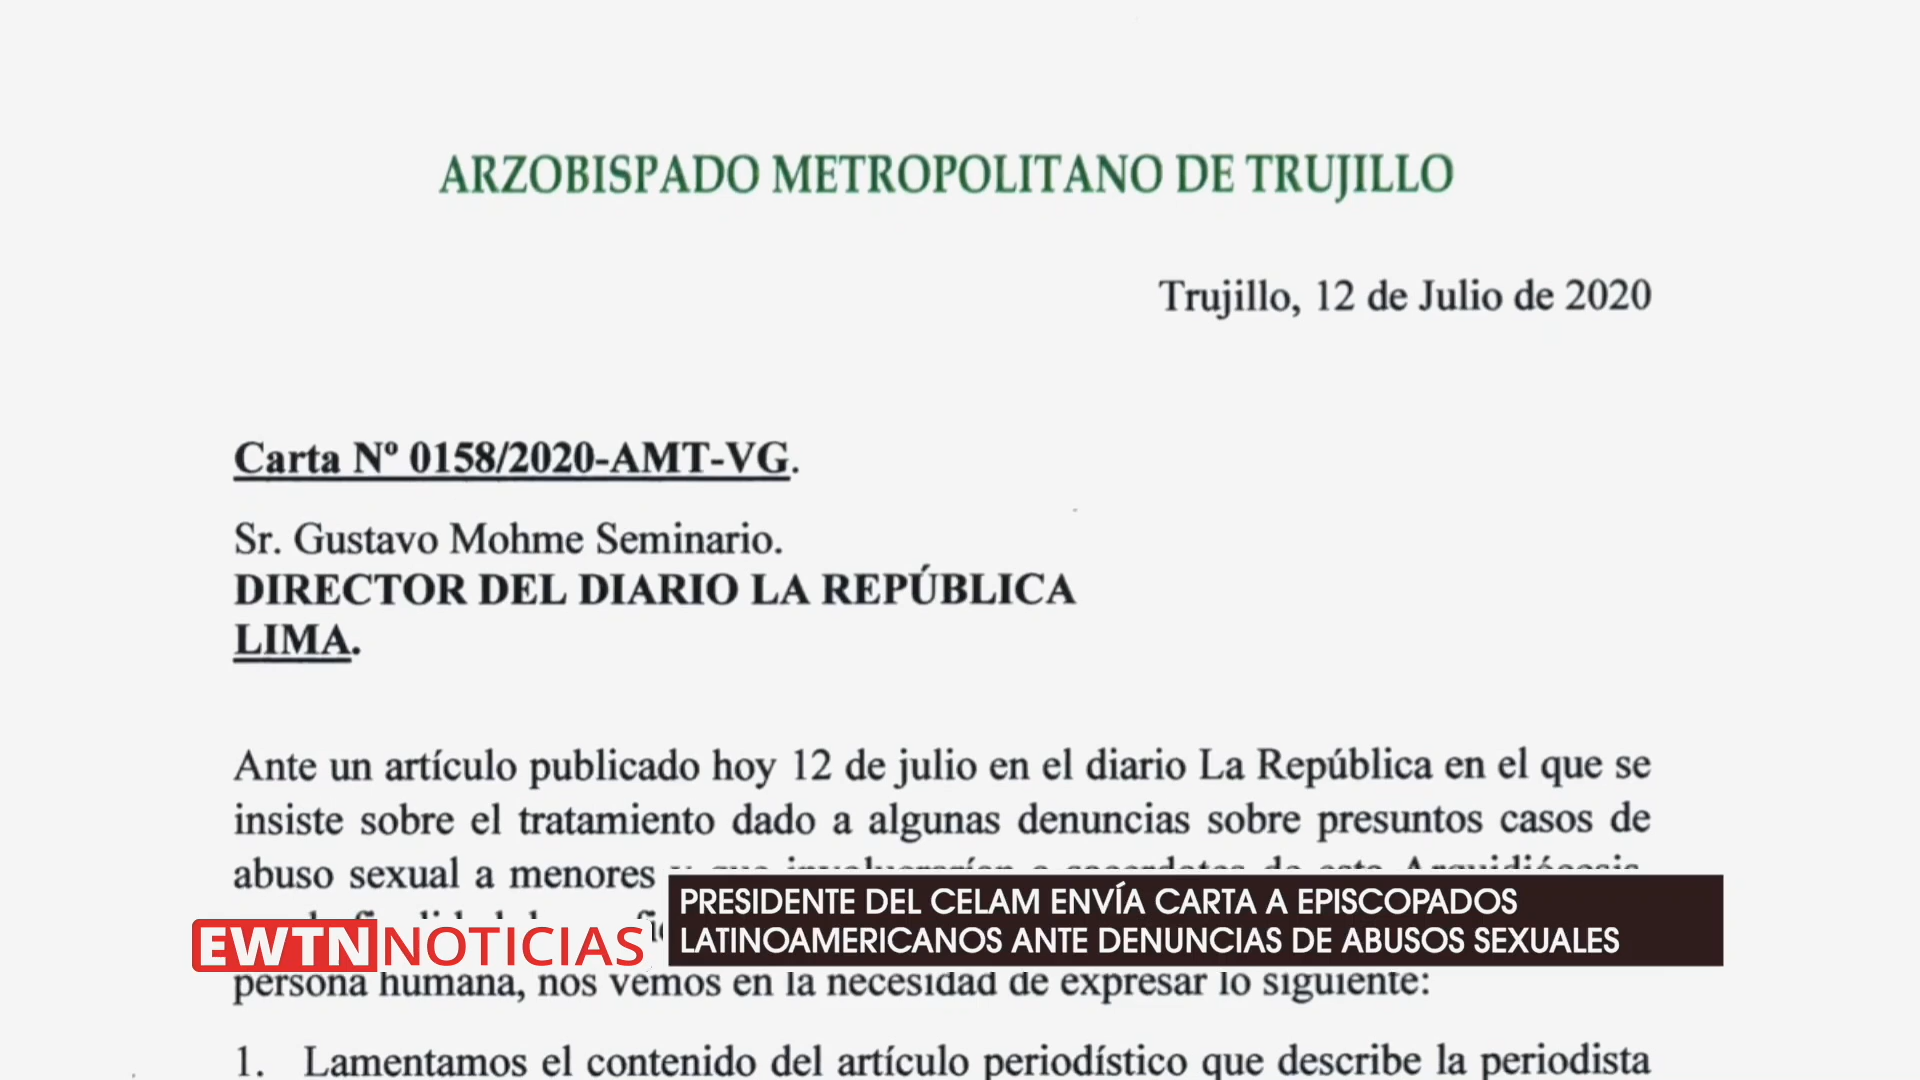 ARZOBISPADO METROPOLITANO DE TRUJILLO
Trujillo, 12 de Julio de 2020
Carta Nº 0158/2020-AMT-VG.
Sr. Gustavo Mohme Seminario.
DIRECTOR DEL DIARIO LA REPÚBLICA
LIMA.
Ante un artículo publicado hoy 12 de julio en el diario La República en el que se
insiste sobre el tratamiento dado a algunas denuncias sobre presuntos casos de
abuso sexual a menores
PRESIDENTE DEL CELAM ENVÍA CARTA A EPISCOPADOS
LATINOAMERICANOS ANTE DENUNCIAS DE ABUSOS SEXUALES
EWTN NOTICIAS
persona humana, nos vemos en la necesidad de expresar lo siguiente:
1. Lamentamos el contenido del artículo periodístico que describe la periodista